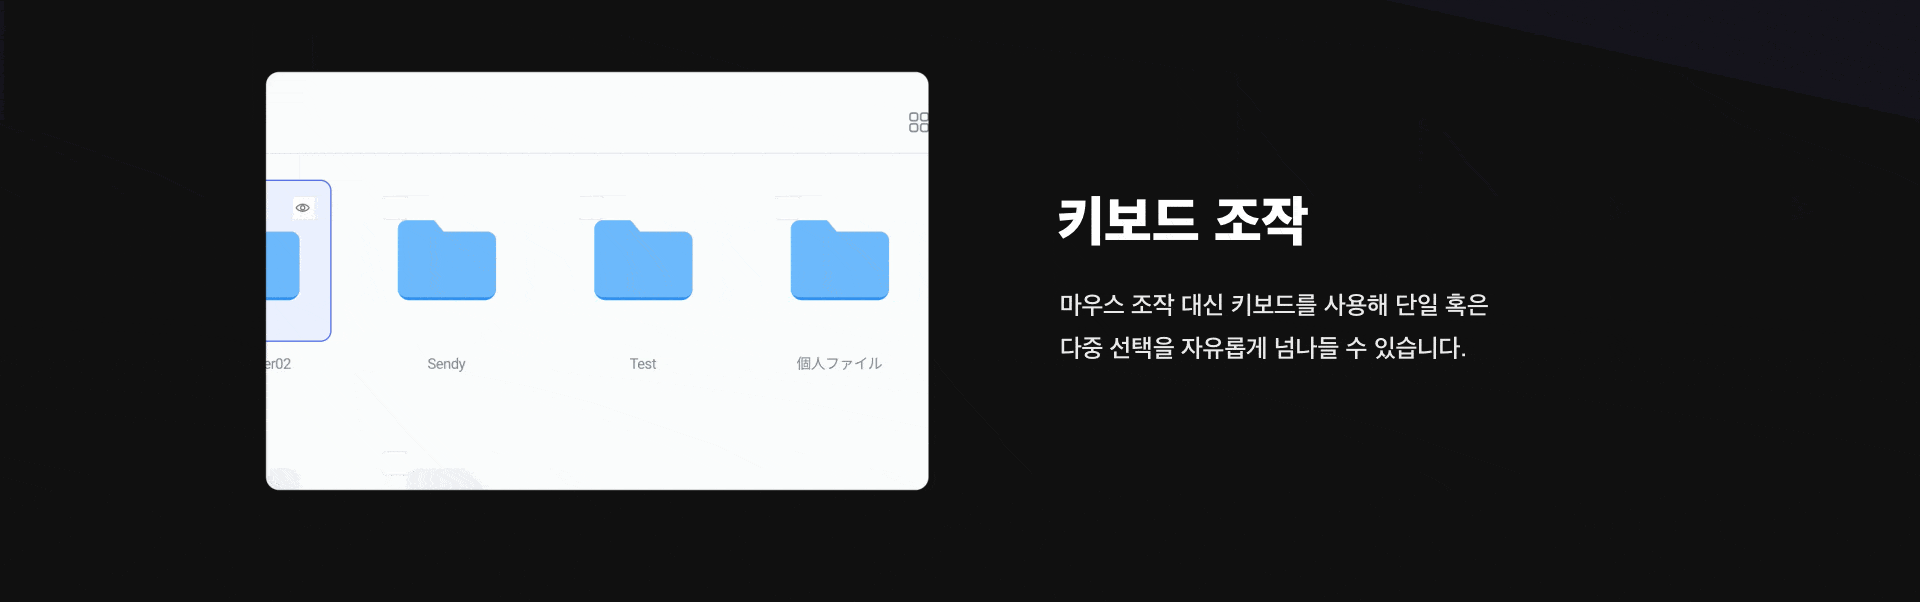 er02
Sendy
Test
個人ファイル
키보드 조작
마우스 조작 대신 키보드를 사용해 단일 혹은
다중 선택을 자유롭게 넘나들 수 있습니다.